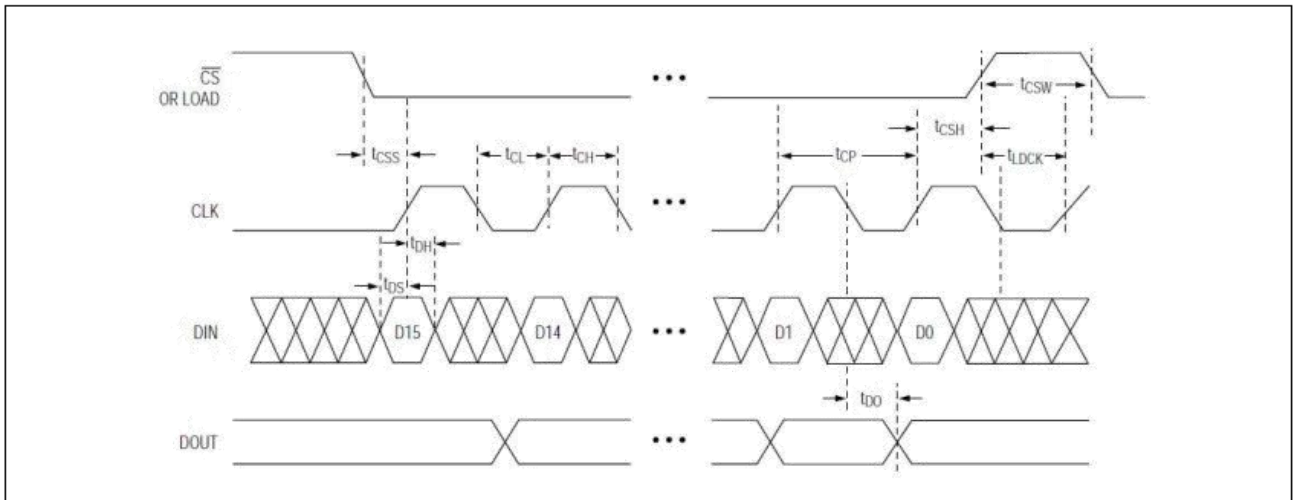 CS
OR LOAD
• • •
tCSW
tCSH
tCSS
tCL
tCH
tCP
tLDCK
CLK
• • •
tDH
tDS
DIN
D15
D14
• • •
D1
D0
tDO
DOUT
• • •